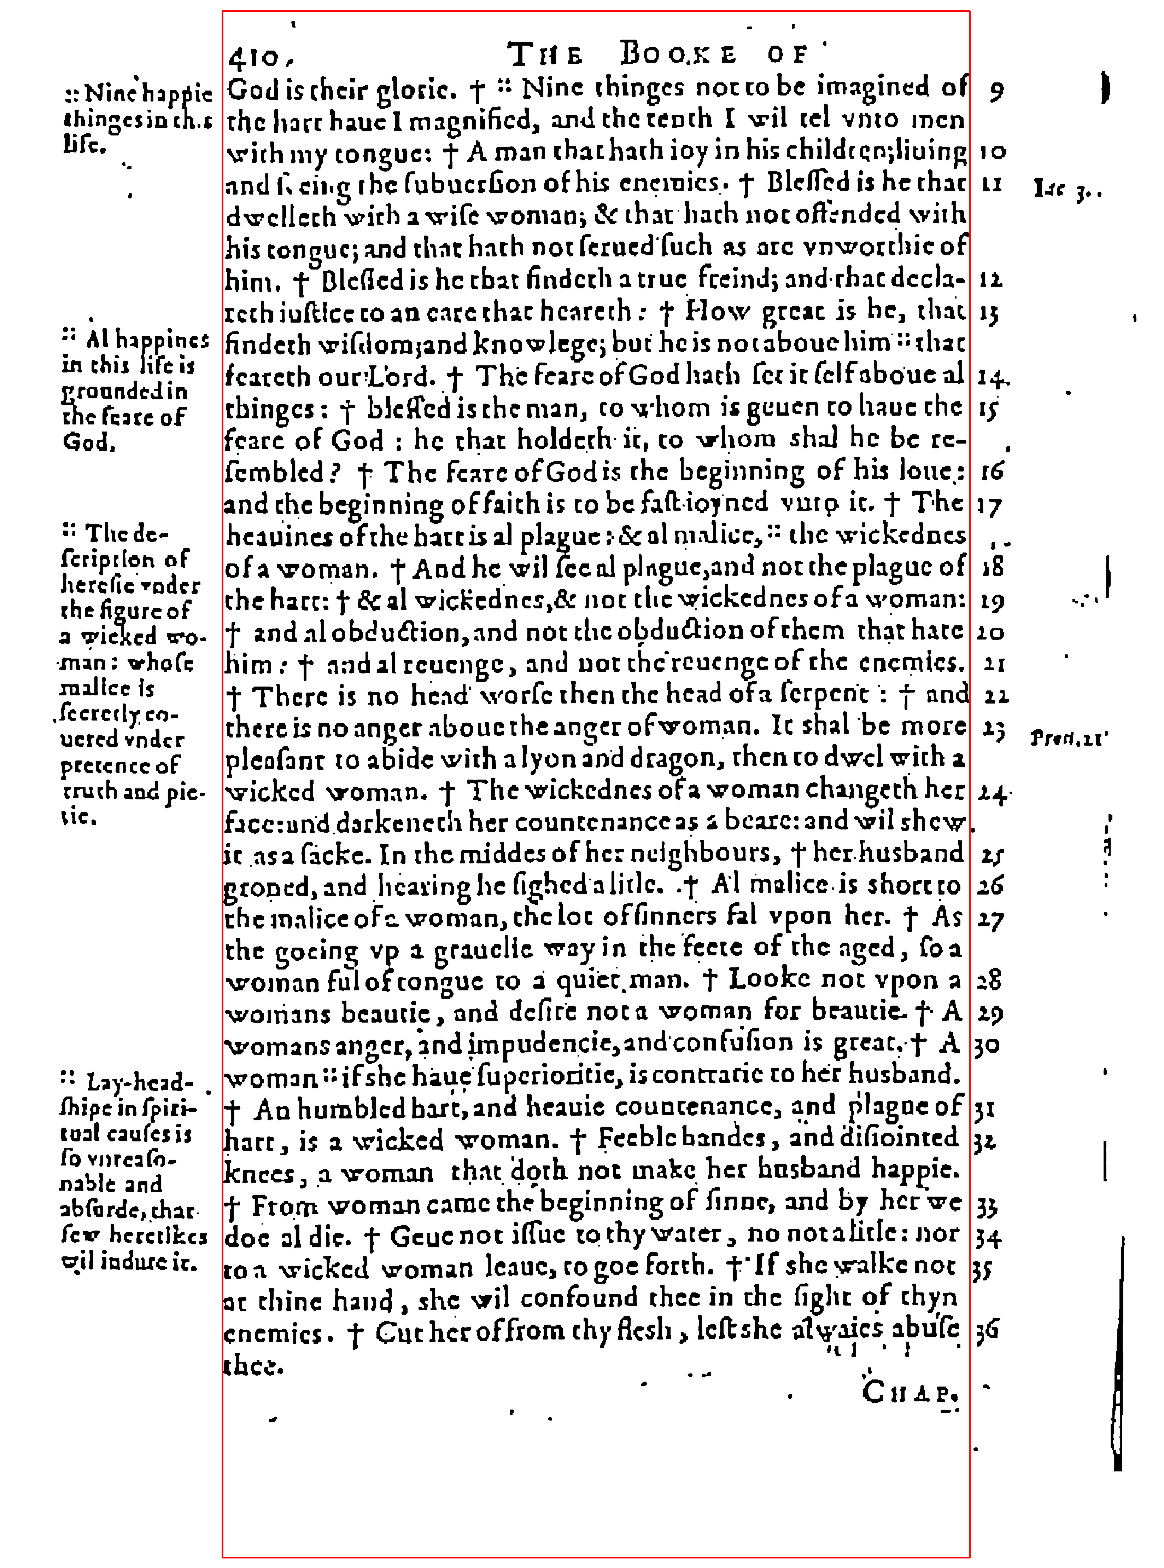 410.
THE BOOKE OF
:: Nine happie
thinges in this
life.
God is their glorie. † :: Nine thinges not to be imagined of 9
the hart haue I magnified, and the tenth I wil tel vnto men
with my tongue: † A man that hath ioy in his children; liuing 10
and seing the subuersion of his enemies. † Blessed is he that 11
dwelleth with a wise woman; & that hath not offended with
his tongue; and that hath not serued such as are vnworthie of
him. † Blessed is he that findeth a true freind; and that decla- 12
reth iustice to an eare that heareth: † How great is he, that 13
findeth wisdom; and knowlege; but he is not aboue him :: that
feareth our Lord. † The feare of God hath set it self aboue al 14
thinges: † blessed is the man, to whom is geuen to haue the 15
feare of God: he that holdeth it, to whom shal he be re-
sembled? † The feare of God is the beginning of his loue: 16
and the beginning of faith is to be fast ioyned vnto it. † The 17
heauines of the hart is al plague: & al malice, :: the wickednes
of a woman. † And he wil see al plague, and not the plague of 18
the hart: † & al wickednes, & not the wickednes of a woman: 19
† and al obduction, and not the obduction of them that hate 20
him: † and al reuenge, and not the reuenge of the enemies. 21
† There is no head worse then the head of a serpent: † and 22
there is no anger aboue the anger of woman. It shal be more 23
pleasant to abide with a lyon and dragon, then to dwel with a
wicked woman. † The wickednes of a woman changeth her 24
face: and darkeneth her countenance as a beare: and wil shew
it as a sacke. In the middes of her neighbours, † her husband 25
groned, and hearing he sighed a litle. † Al malice is short to 26
the malice of a woman, the lot of sinners fal vpon her. † As 27
the goeing vp a grauelie way in the feete of the aged, so a
woman ful of tongue to a quiet man. † Looke not vpon a 28
womans beautie, and desire not a woman for beautie. † A 29
womans anger, and impudencie, and confusion is great. † A 30
woman :: if she haue superioritie, is contrarie to her husband.
† An humbled hart, and heauie countenance, and plague of 31
hart, is a wicked woman. † Feeble handes, and disiointed 32
knees, a woman that doth not make her husband happie.
† From woman came the beginning of sinne, and by her we 33
doe al die. † Geue not issue to thy water, no not a litle: nor 34
to a wicked woman leaue, to goe forth. † If she walke not 35
at thine hand, she wil confound thee in the sight of thyn
enemies. † Cut her of from thy flesh, lest she alwaies abuse 36
thee.
CHAP.
:: Al happines
in this life is
grounded in
the feare of
God.
:: The de-
scription of
heresie vnder
the figure of
a wicked wo-
man: whose
malice is
secretly co-
uered vnder
pretence of
truth and pie-
tie.
:: Lay-head-
shipe in spiri-
tual causes is
so vnreaso-
nable and
absurde, that
few heretikes
wil indure it.
Iac 3.
Prou. 21